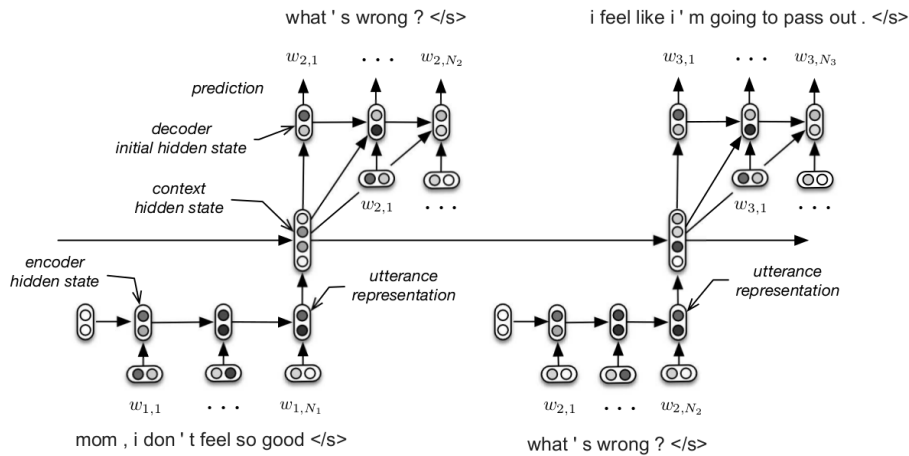 what ' s wrong ? </s>
i feel like i ' m going to pass out . </s>
w2,1 . . . w2,N2
w3,1 . . . w3,N3
prediction
decoder
initial hidden state
context
hidden state
w2,1 . . .
w3,1 . . .
encoder
hidden state
utterance
representation
utterance
representation
w1,1 . . . w1,N1
w2,1 . . . w2,N2
mom , i don ' t feel so good </s>
what ' s wrong ? </s>